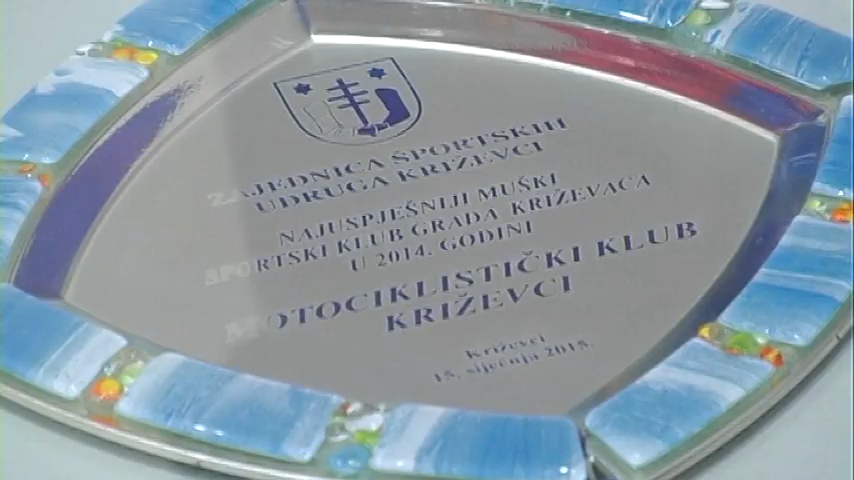 ZAJEDNICA ŠPORTSKIH
UDRUGA KRIŽEVCI
NAJUSPJEŠNIJI MUŠKI
SPORTSKI KLUB GRADA KRIŽEVACA
U 2014. GODINI
MOTOCIKLISTIČKI KLUB
KRIŽEVCI
Križevci
15. siječnja 2015.